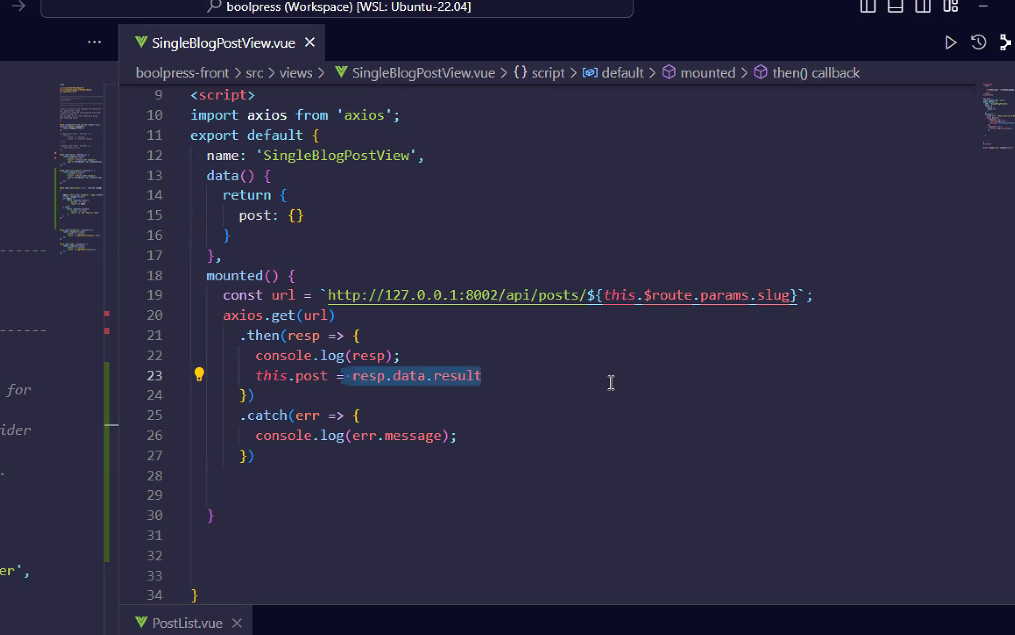 boolpress (Workspace) [WSL: Ubuntu-22.04]
SingleBlogPostView.vue
boolpress-front > src > views > SingleBlogPostView.vue > {} script > default > mounted > then() callback
9 <script>
10 import axios from 'axios';
11 export default {
12 name: 'SingleBlogPostView',
13 data() {
14 return {
15 post: {}
16 }
17 },
18 mounted() {
19 const url = `http://127.0.0.1:8002/api/posts/${this.$route.params.slug}`;
20 axios.get(url)
21 .then(resp => {
22 console.log(resp);
23 this.post = resp.data.result
24 })
25 .catch(err => {
26 console.log(err.message);
27 })
28
29
30 }
31
32
33
34 }
for
ider
er',
PostList.vue